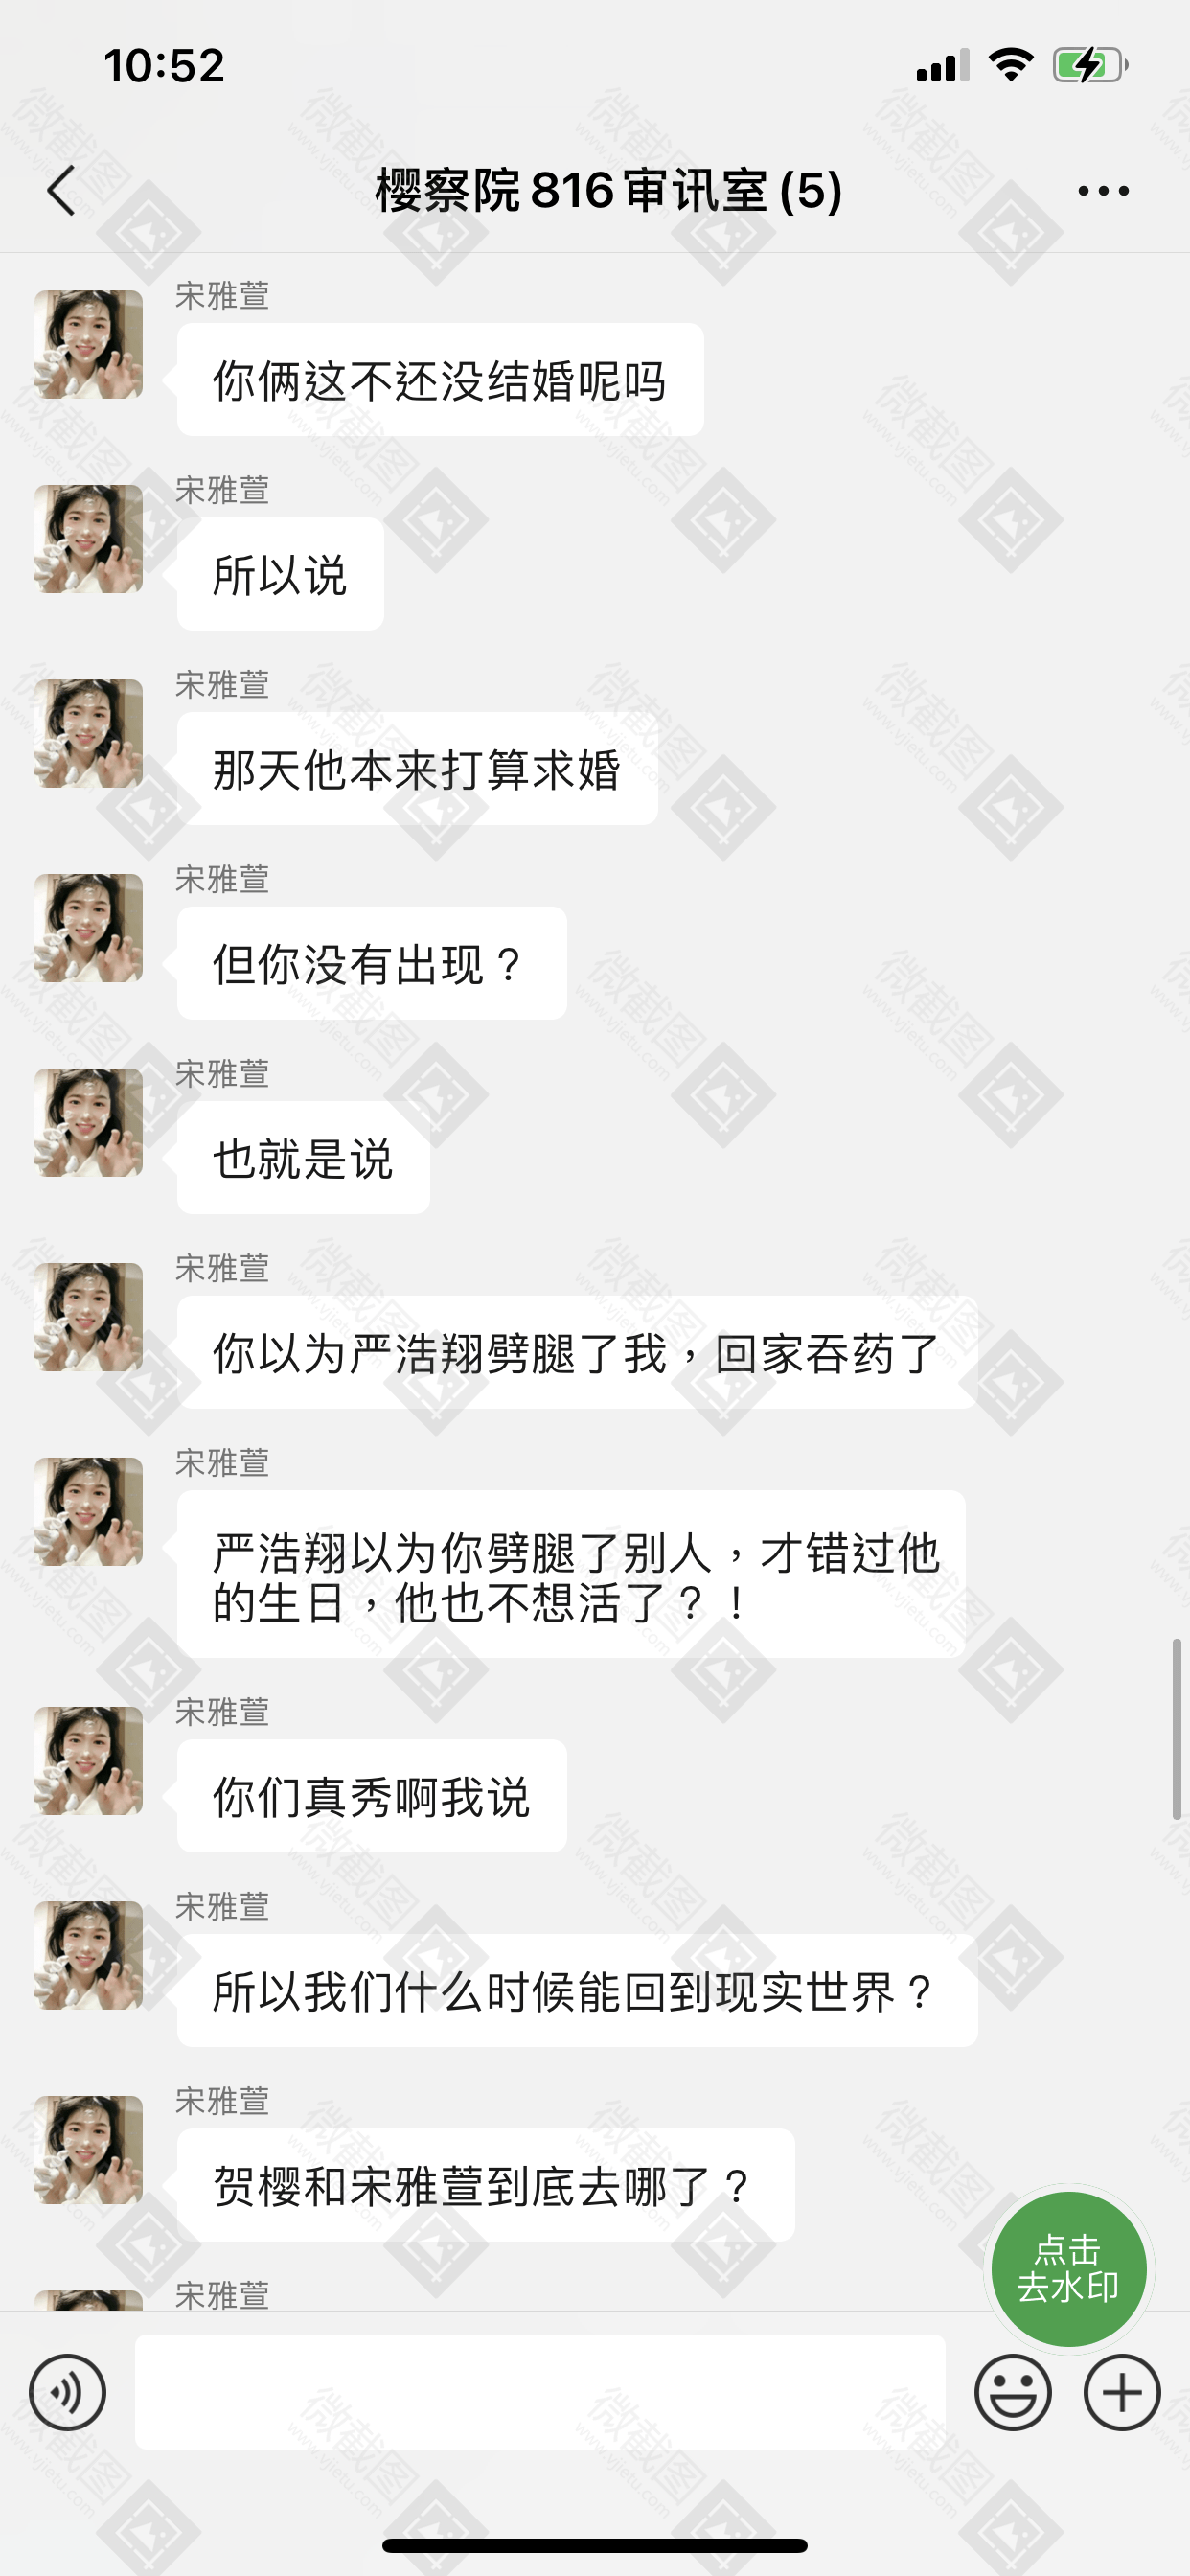 10:52
樱察院816审讯室(5)
宋雅萱
你俩这不还没结婚呢吗
宋雅萱
所以说
宋雅萱
那天他本来打算求婚
宋雅萱
但你没有出现？
宋雅萱
也就是说
宋雅萱
你以为严浩翔劈腿了我，回家吞药了
宋雅萱
严浩翔以为你劈腿了别人，才错过他
的生日，他也不想活了？！
宋雅萱
你们真秀啊我说
宋雅萱
所以我们什么时候能回到现实世界？
宋雅萱
贺樱和宋雅萱到底去哪了？
宋雅萱
点击
去水印
微截图
www.vjietu.com